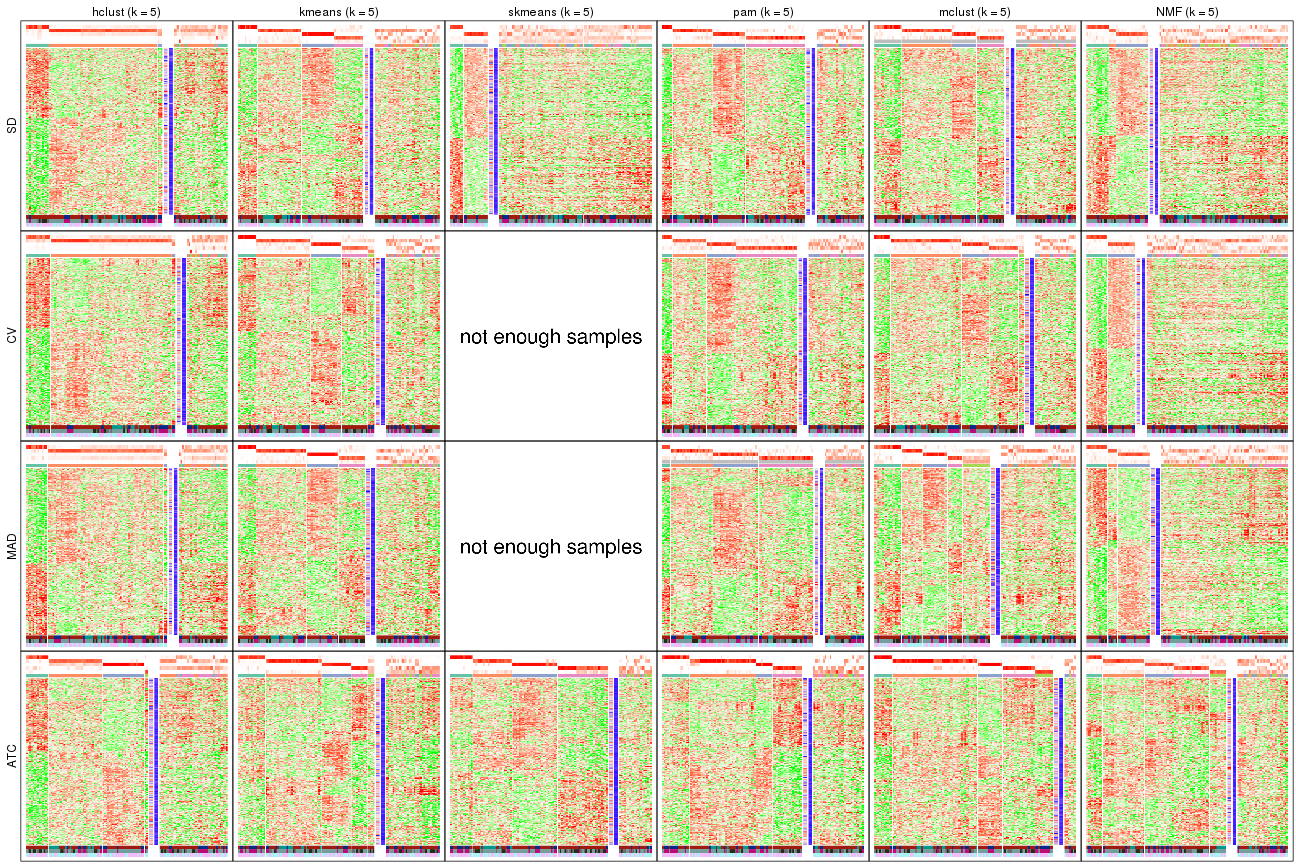 hclust (k = 5)
kmeans (k = 5)
skmeans (k = 5)
pam (k = 5)
mclust (k = 5)
NMF (k = 5)
SD
CV
not enough samples
MAD
not enough samples
ATC